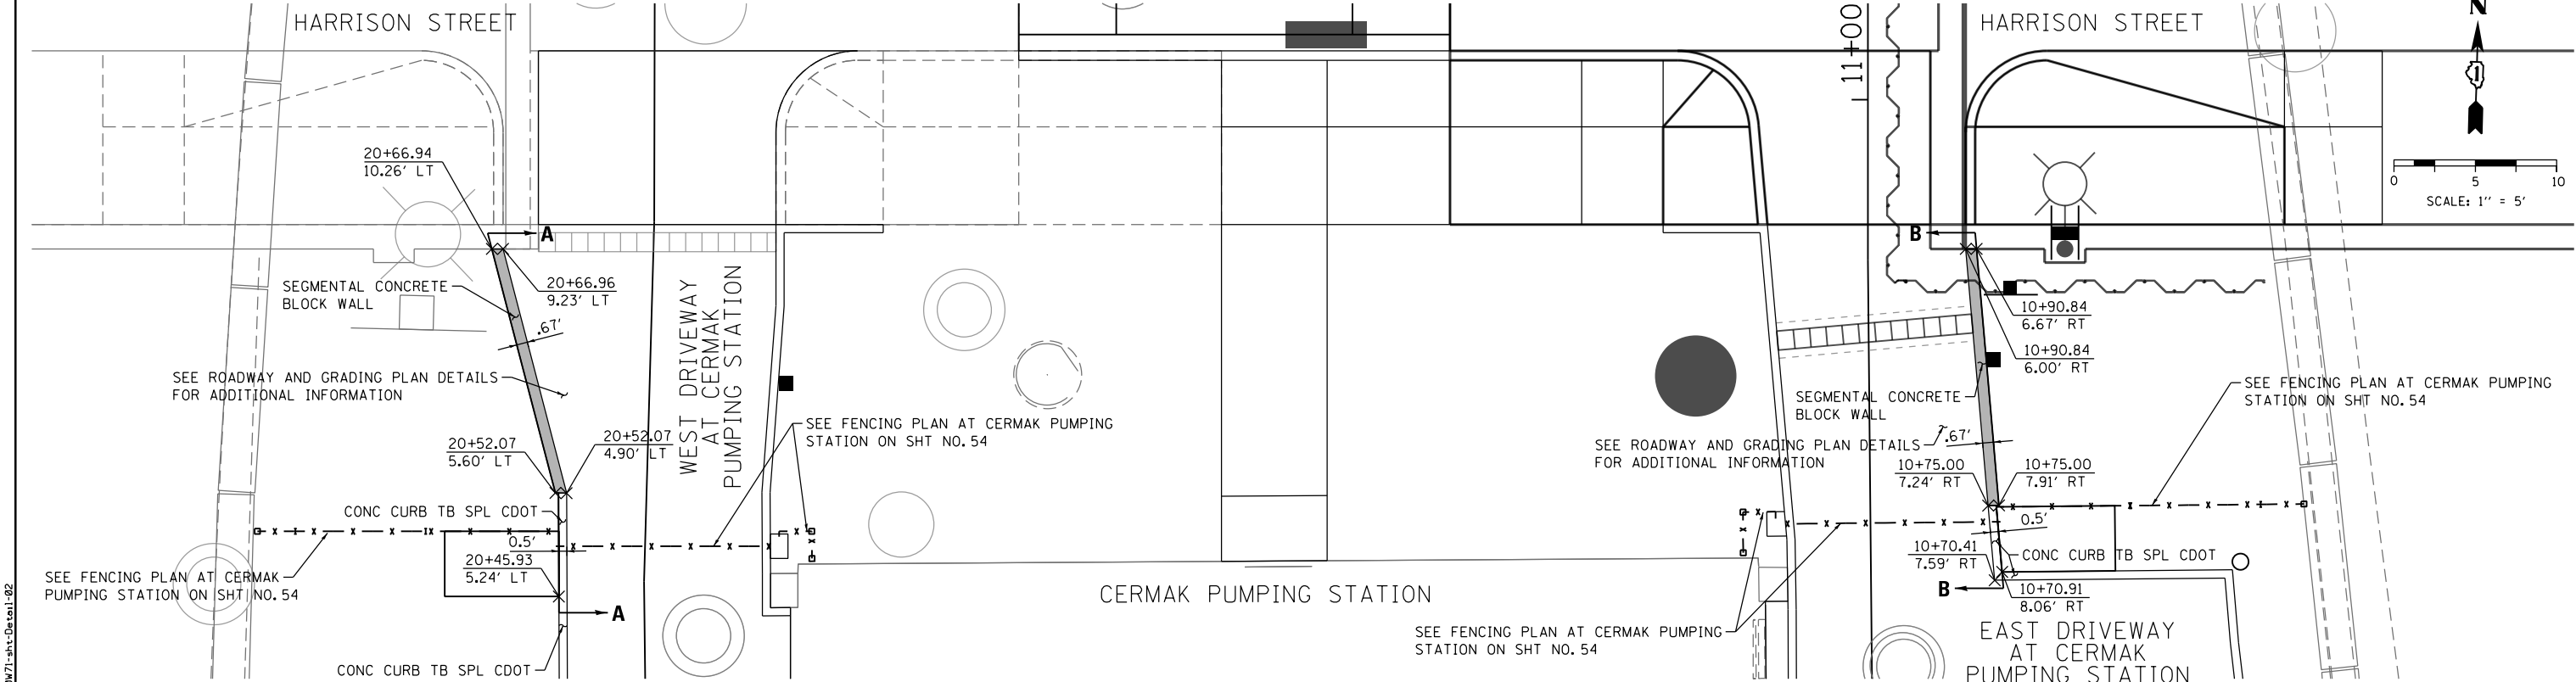 HARRISON STREET
11+00
HARRISON STREET
N
1
0 5 10
SCALE: 1'' = 5'
20+66.94
10.26' LT
A
20+66.96
9.23' LT
SEGMENTAL CONCRETE
BLOCK WALL
.67'
SEE ROADWAY AND GRADING PLAN DETAILS
FOR ADDITIONAL INFORMATION
20+52.07
5.60' LT
20+52.07
4.90' LT
WEST DRIVEWAY
AT CERMAK
PUMPING STATION
SEE FENCING PLAN AT CERMAK PUMPING
STATION ON SHT NO. 54
CONC CURB TB SPL CDOT
0.5'
20+45.93
5.24' LT
SEE FENCING PLAN AT CERMAK
PUMPING STATION ON SHT NO. 54
A
CONC CURB TB SPL CDOT
CERMAK PUMPING STATION
B
10+90.84
6.67' RT
10+90.84
6.00' RT
SEGMENTAL CONCRETE
BLOCK WALL
SEE ROADWAY AND GRADING PLAN DETAILS
FOR ADDITIONAL INFORMATION
.67'
10+75.00
7.24' RT
10+75.00
7.91' RT
SEE FENCING PLAN AT CERMAK PUMPING
STATION ON SHT NO. 54
0.5'
10+70.41
7.59' RT
CONC CURB TB SPL CDOT
B
10+70.91
8.06' RT
SEE FENCING PLAN AT CERMAK PUMPING
STATION ON SHT NO. 54
EAST DRIVEWAY
AT CERMAK
PUMPING STATION
0W71-sht-Detail-02